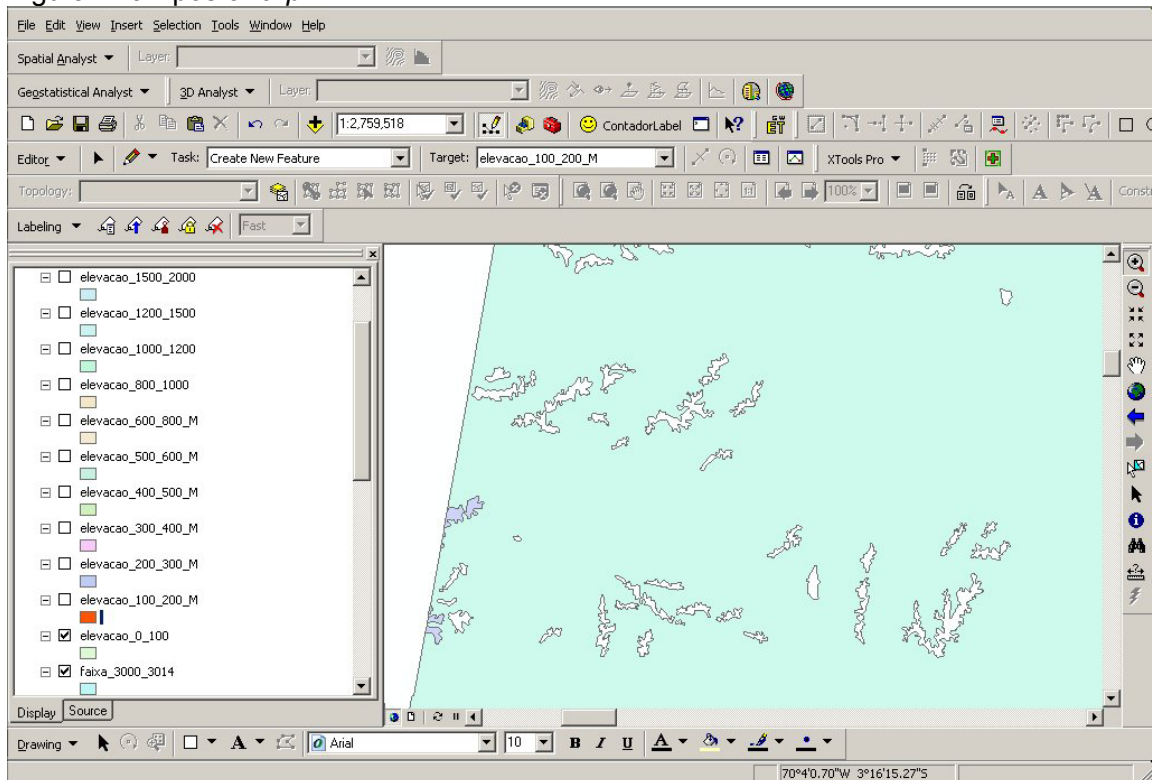 File Edit View Insert Selection Tools Window Help
Spatial Analyst Layer:
Geostatistical Analyst 3D Analyst Layer:
1:2,759,518 ContadorLabel
Editor Task: Create New Feature Target: elevacao_100_200_M XTools Pro
Topology: 100% Constr
Labeling Fast
elevacao_1500_2000
elevacao_1200_1500
elevacao_1000_1200
elevacao_800_1000
elevacao_600_800_M
elevacao_500_600_M
elevacao_400_500_M
elevacao_300_400_M
elevacao_200_300_M
elevacao_100_200_M
elevacao_0_100
faixa_3000_3014
Display Source
Drawing A Arial 10 B I U A
70°4'0.70"W 3°16'15.27"S